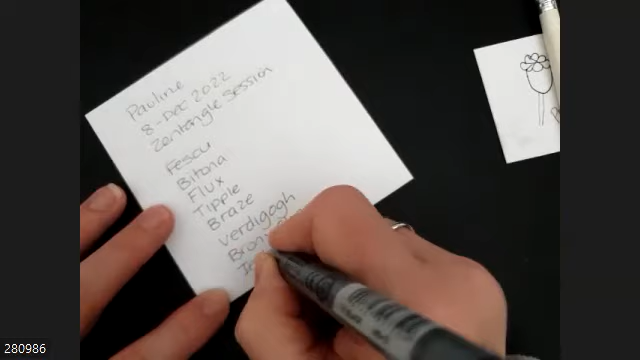 Pauline
8-Dec 2022
Zentangle Session
Fescu
Bitona
Flux
Tipple
Braze
verdigogh
280986